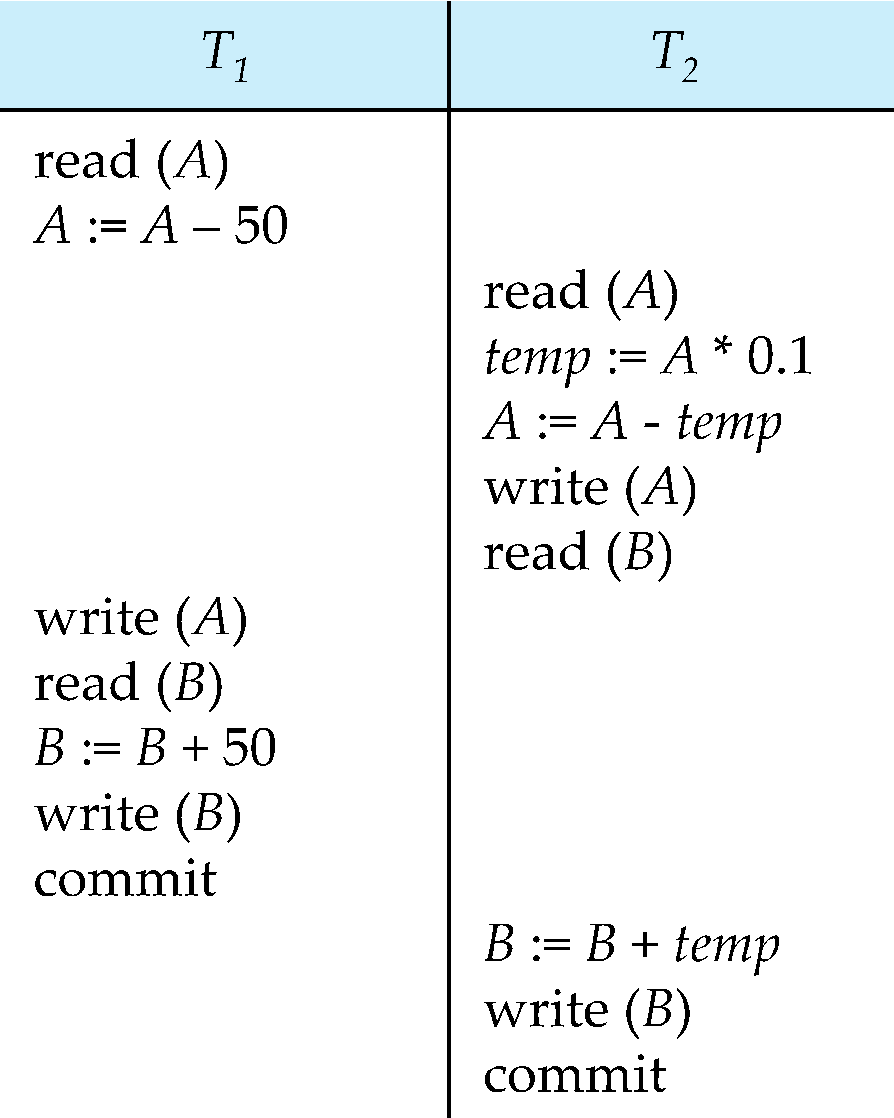 T1 T2
read (A)
A := A – 50
read (A)
temp := A * 0.1
A := A - temp
write (A)
read (B)
write (A)
read (B)
B := B + 50
write (B)
commit
B := B + temp
write (B)
commit